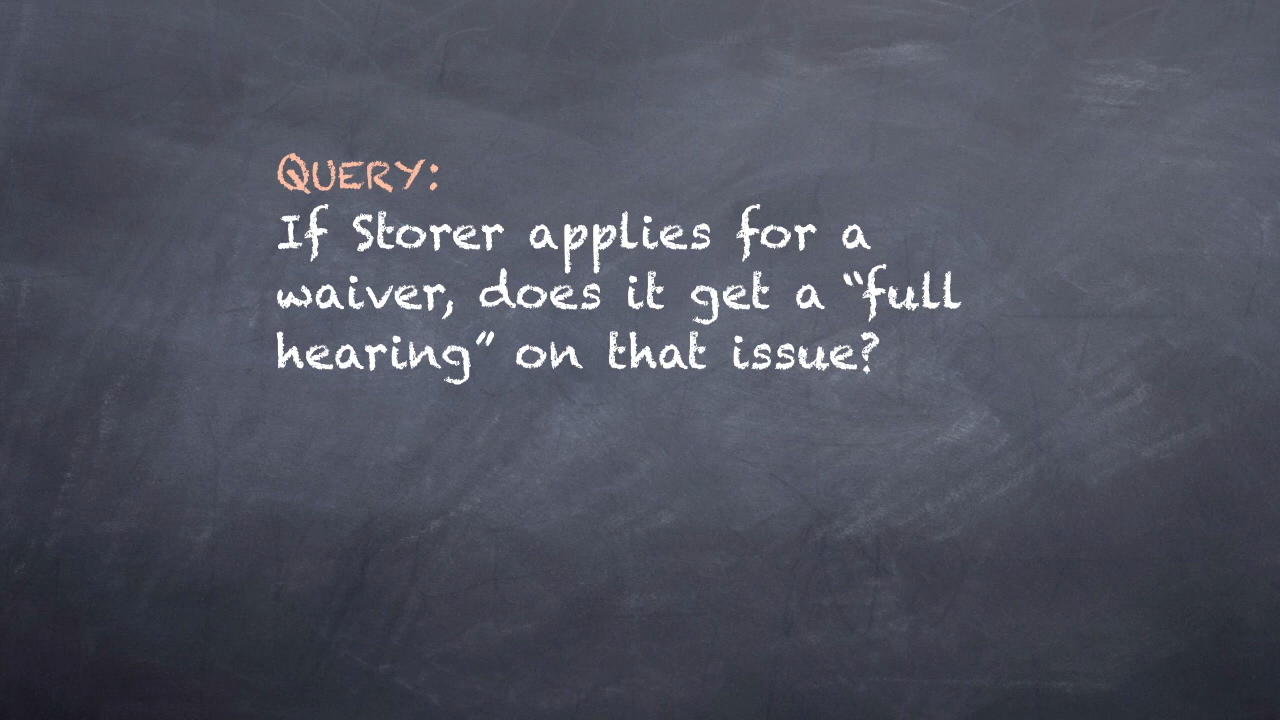 QUERY:
If Storer applies for a
waiver, does it get a “full
hearing” on that issue?